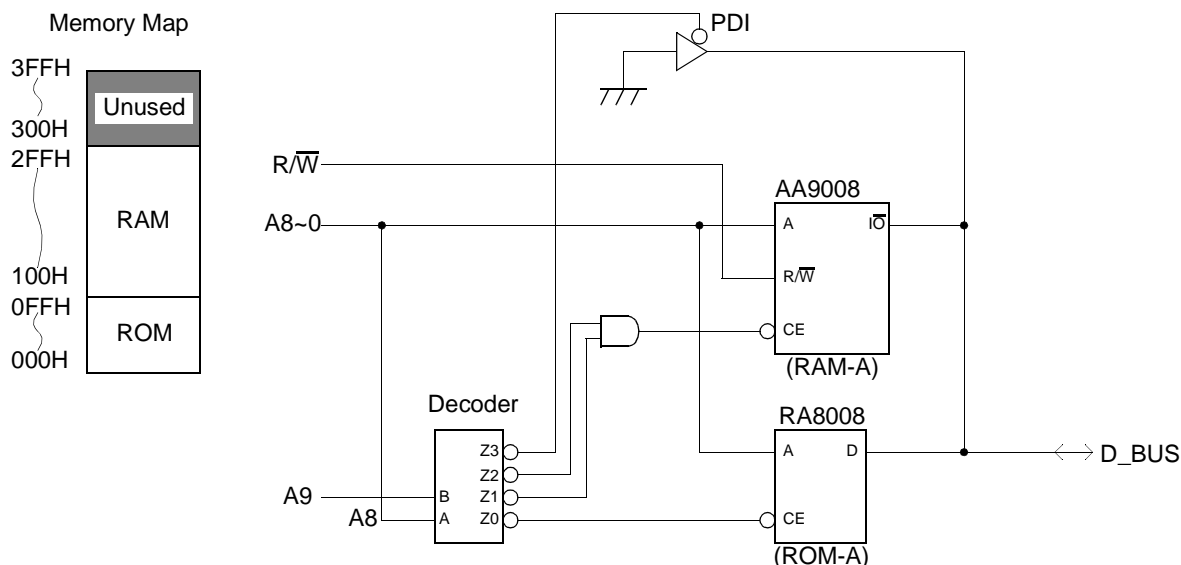 Memory Map
3FFH
Unused
300H
2FFH
RAM
100H
0FFH
ROM
000H
PDI
R/W̅
A8~0
AA9008
A
IO̅
R/W̅
CE
(RAM-A)
Decoder
Z3
Z2
Z1
Z0
B
A
A9
A8
RA8008
A
D
CE
(ROM-A)
D_BUS